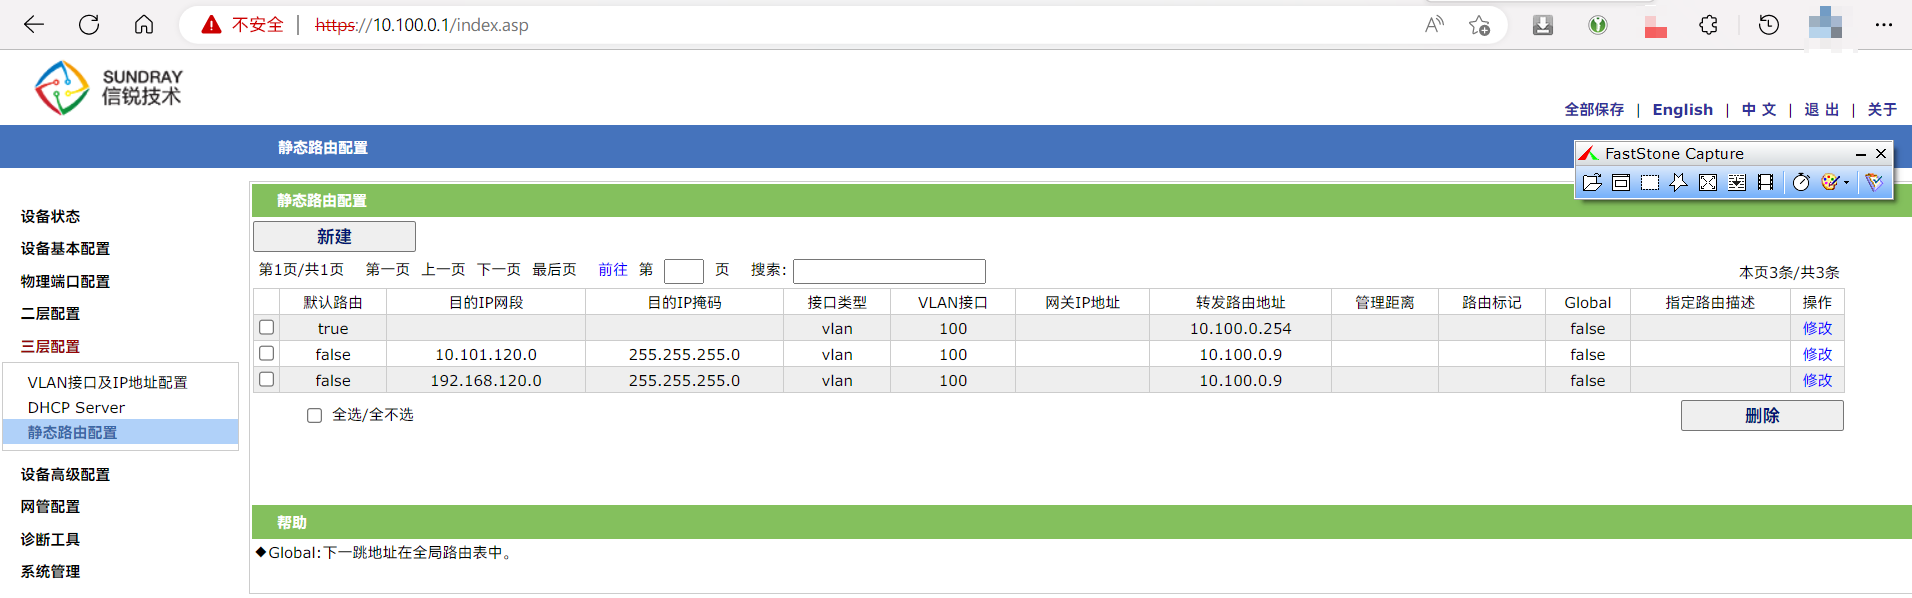 不安全 | https://10.100.0.1/index.asp
SUNDRAY
信锐技术
全部保存 | English | 中 文 | 退 出 | 关于
静态路由配置
FastStone Capture
设备状态
设备基本配置
物理端口配置
二层配置
三层配置
VLAN接口及IP地址配置
DHCP Server
静态路由配置
设备高级配置
网管配置
诊断工具
系统管理
静态路由配置
新建
第1页/共1页 第一页 上一页 下一页 最后页 前往 第 页 搜索: 本页3条/共3条
默认路由 目的IP网段 目的IP掩码 接口类型 VLAN接口 网关IP地址 转发路由地址 管理距离 路由标记 Global 指定路由描述 操作
true vlan 100 10.100.0.254 false 修改
false 10.101.120.0 255.255.255.0 vlan 100 10.100.0.9 false 修改
false 192.168.120.0 255.255.255.0 vlan 100 10.100.0.9 false 修改
全选/全不选 删除
帮助
◆Global:下一跳地址在全局路由表中。